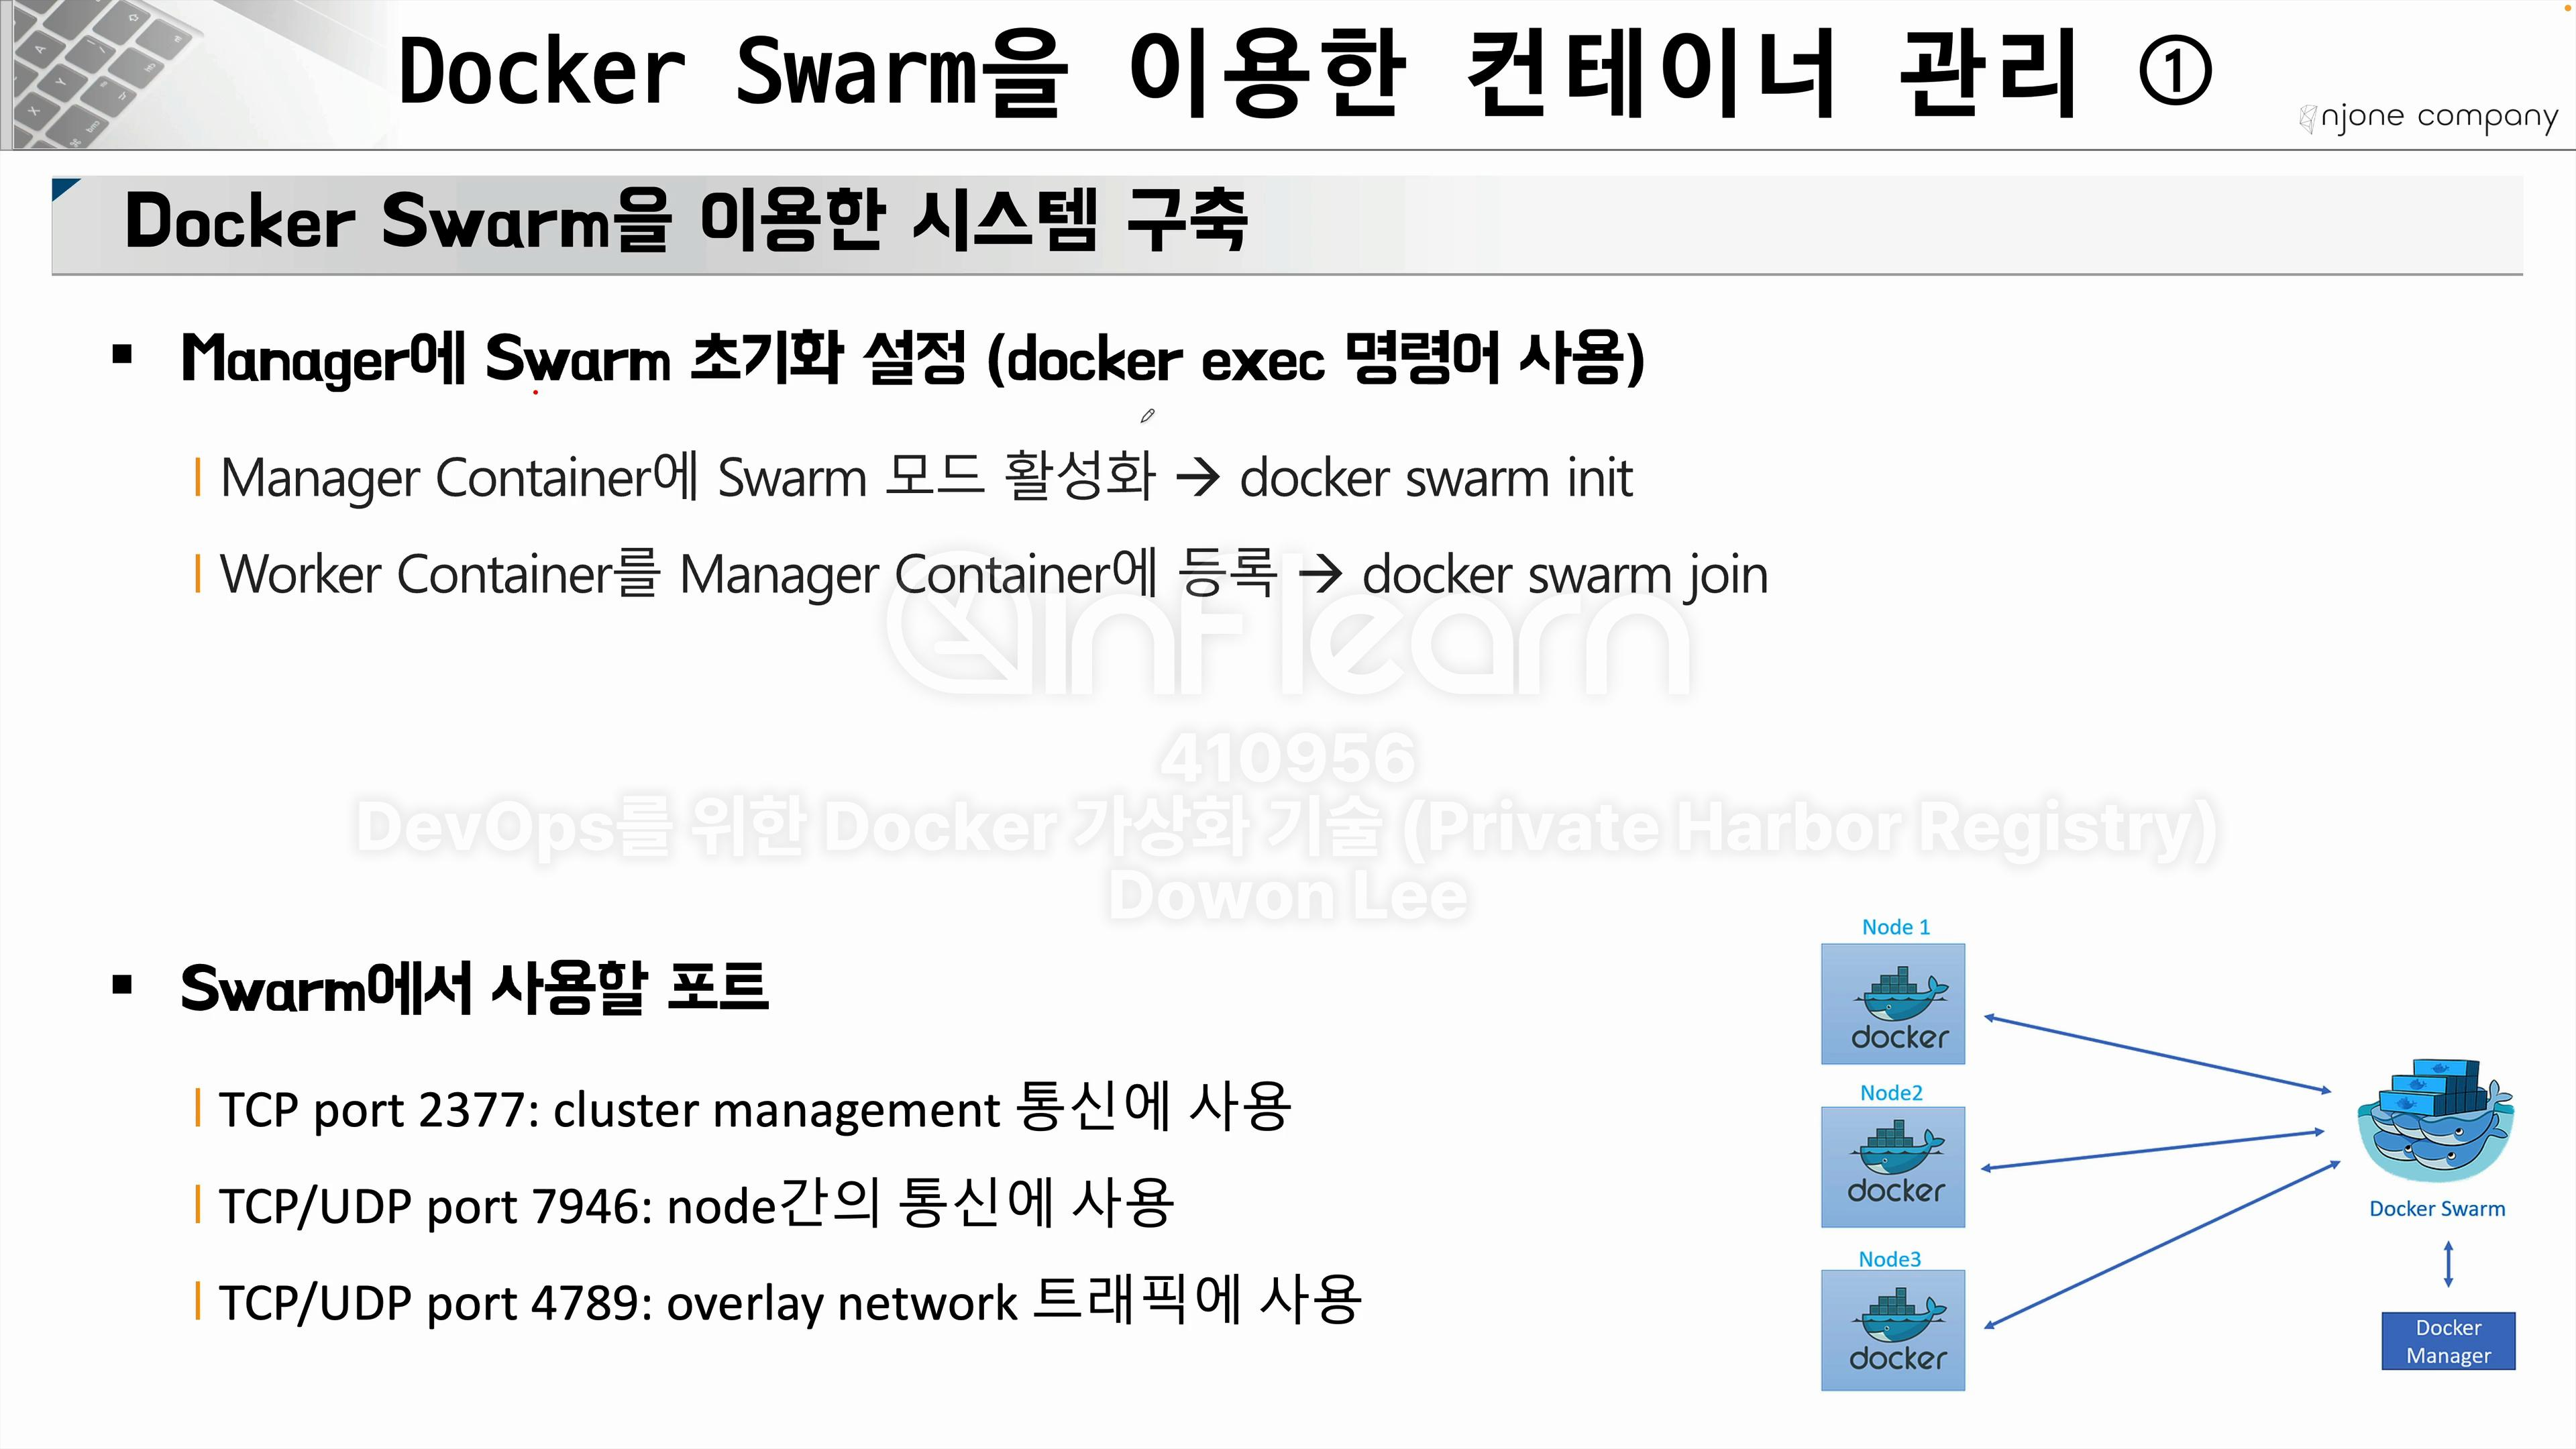 Docker Swarm을 이용한 컨테이너 관리 ①
njone company
Docker Swarm을 이용한 시스템 구축
▪ Manager에 Swarm 초기화 설정 (docker exec 명령어 사용)
Manager Container에 Swarm 모드 활성화 → docker swarm init
Worker Container를 Manager Container에 등록 → docker swarm join
inflearn
410956
DevOps를 위한 Docker 가상화 기술 (Private Harbor Registry)
Dowon Lee
▪ Swarm에서 사용할 포트
TCP port 2377: cluster management 통신에 사용
TCP/UDP port 7946: node간의 통신에 사용
TCP/UDP port 4789: overlay network 트래픽에 사용
Node 1
docker
Node2
docker
Node3
docker
Docker Swarm
Docker
Manager